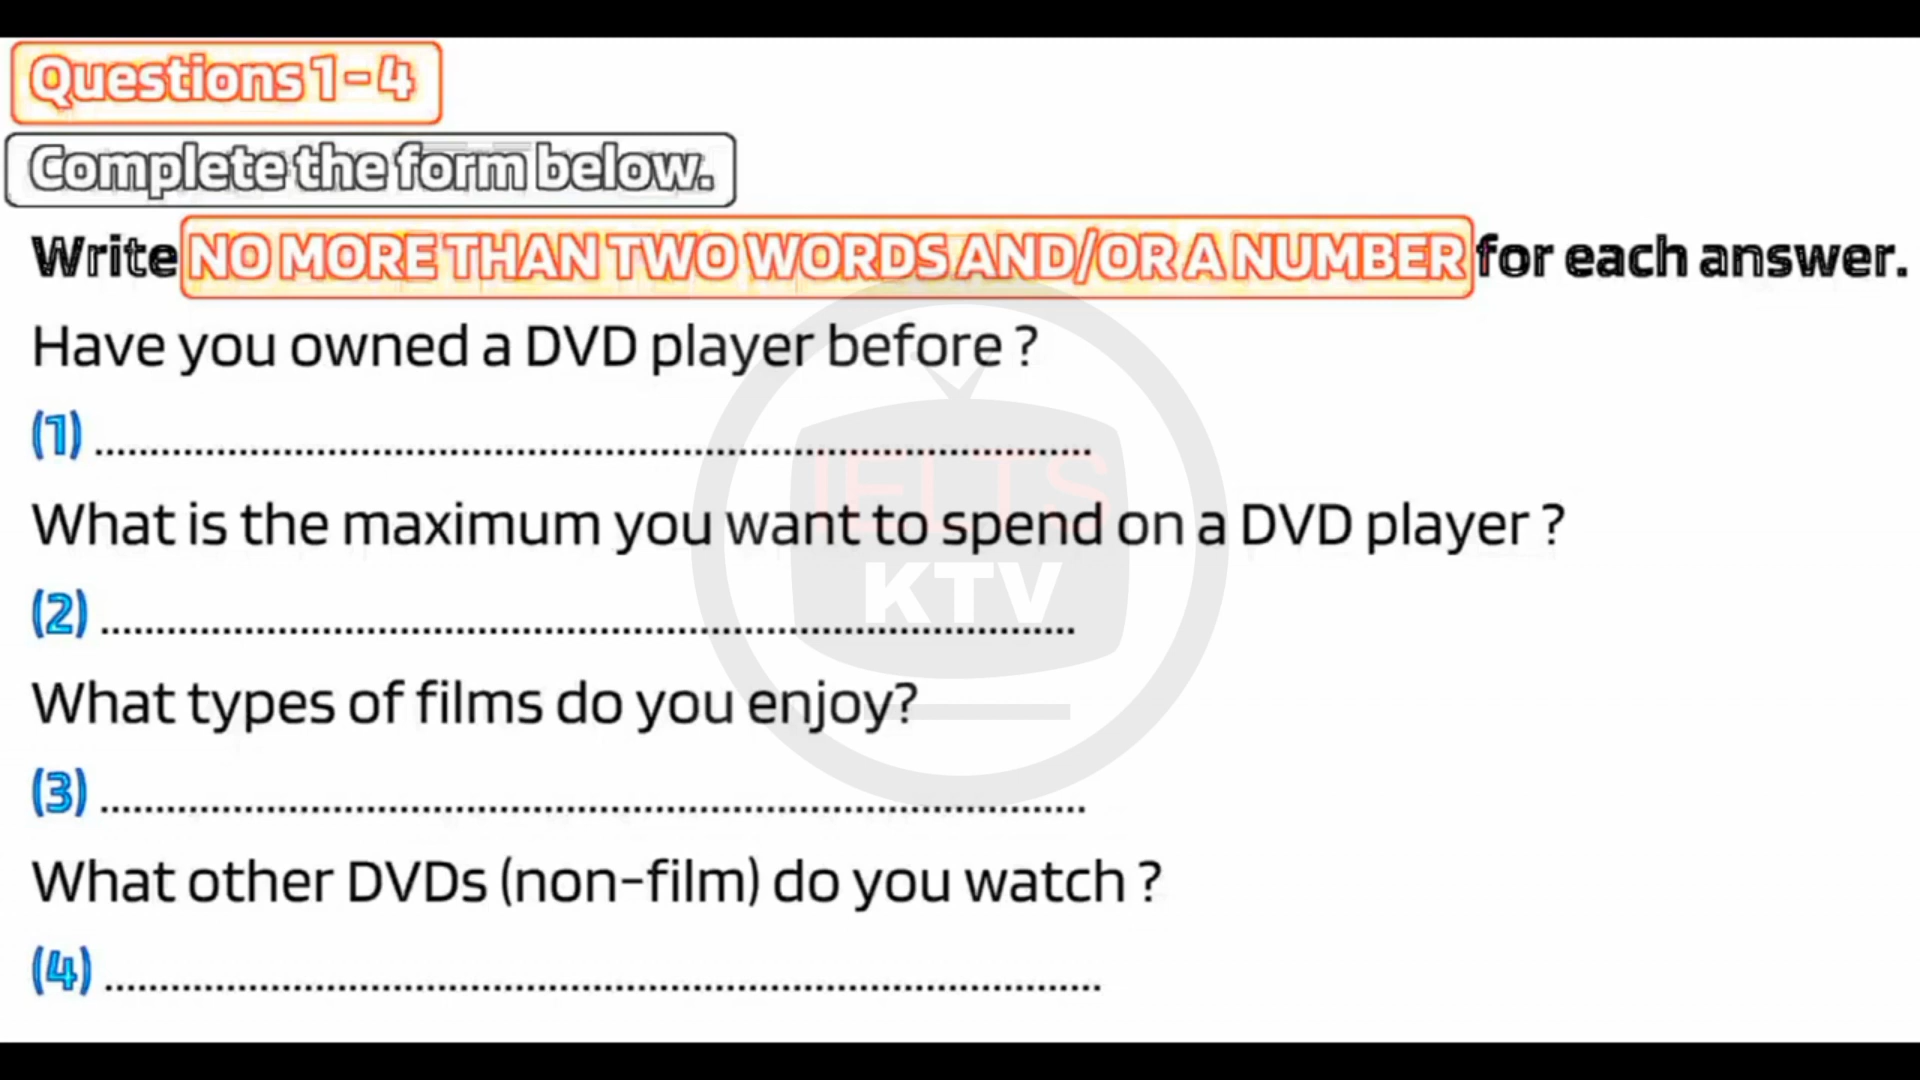 Questions 1-4
Complete the form below.
Write NO MORE THAN TWO WORDS AND/OR A NUMBER for each answer.
Have you owned a DVD player before ?
(1) ..........................................................................................
What is the maximum you want to spend on a DVD player ?
(2) ..........................................................................................
What types of films do you enjoy?
(3) ..........................................................................................
What other DVDs (non-film) do you watch ?
(4) ..........................................................................................
IELTS
KTV